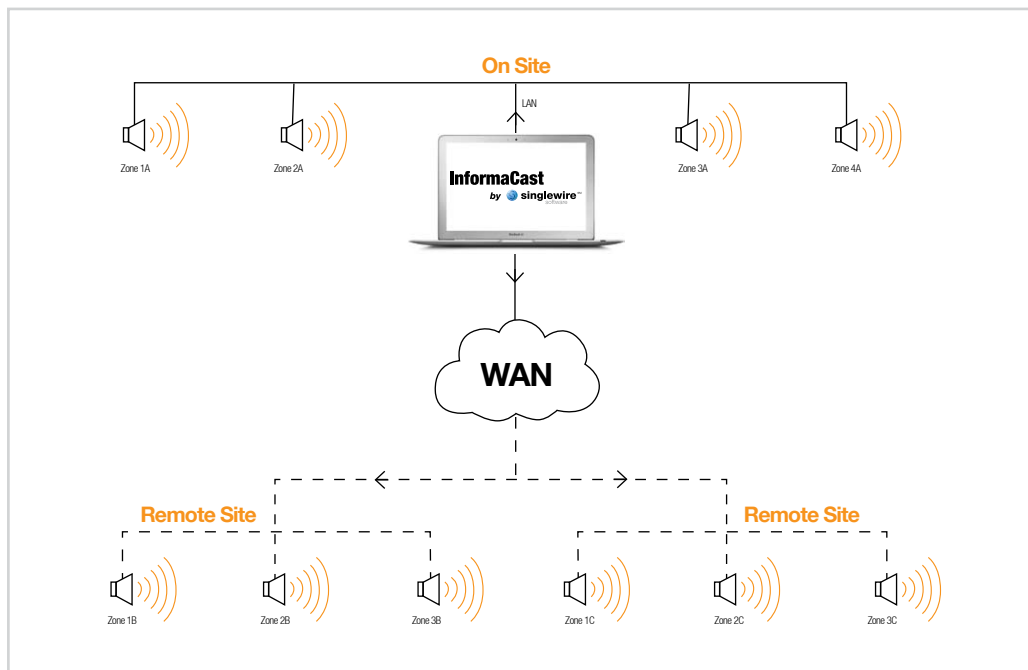 On Site
LAN
Zone 1A
Zone 2A
Zone 3A
Zone 4A
InformaCast
by singlewire
software
WAN
Remote Site
Remote Site
Zone 1B
Zone 2B
Zone 3B
Zone 1C
Zone 2C
Zone 3C